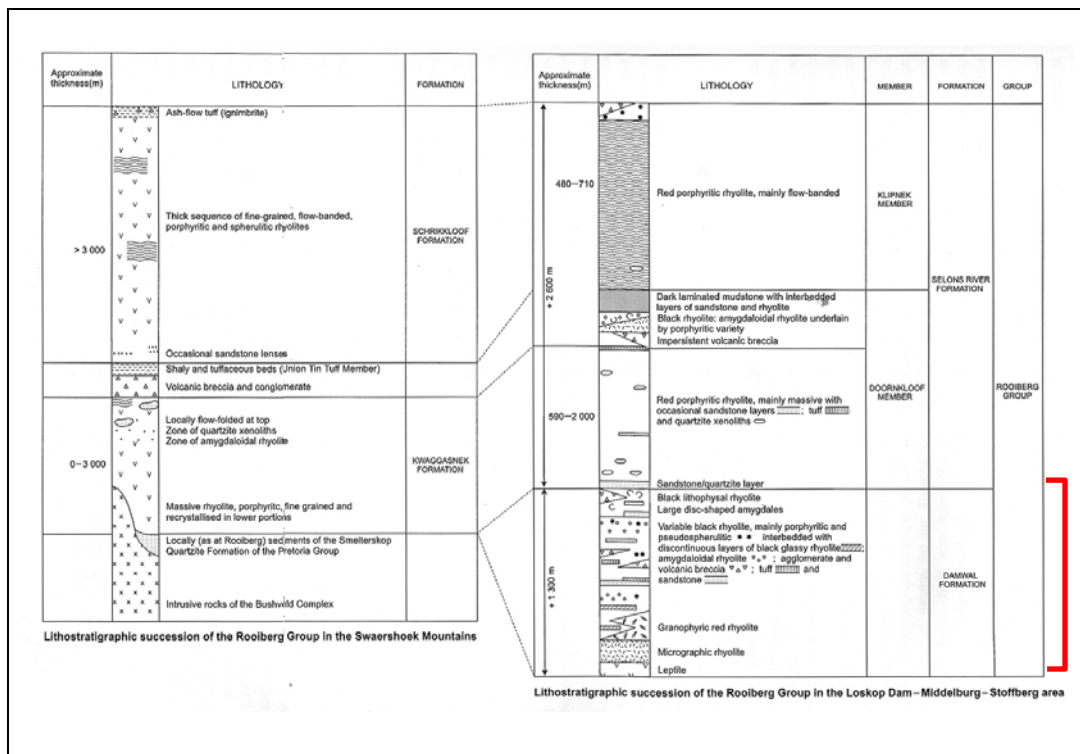 Approximate
thickness(m)
LITHOLOGY
FORMATION
Ash-flow tuff (ignimbrite)
Thick sequence of fine-grained, flow-banded,
porphyritic and spherulitic rhyolites
> 3 000
SCHRIKKLOOF
FORMATION
Occasional sandstone lenses
Shaly and tuffaceous beds (Union Tin Tuff Member)
Volcanic breccia and conglomerate
Locally flow-folded at top
Zone of quartzite xenoliths
Zone of amygdaloidal rhyolite
0–3 000
KWAGGASNEK
FORMATION
Massive rhyolite, porphyritc, fine grained and
recrystallised in lower portions
Locally (as at Rooiberg) sediments of the Smelterskop
Quartzite Formation of the Pretoria Group
Intrusive rocks of the Bushveld Complex
Lithostratigraphic succession of the Rooiberg Group in the Swaershoek Mountains
Approximate
thickness(m)
LITHOLOGY
MEMBER
FORMATION
GROUP
480–710
Red porphyritic rhyolite, mainly flow-banded
KLIPNEK
MEMBER
± 2 600 m
SELONS RIVER
FORMATION
Dark laminated mudstone with interbedded
layers of sandstone and rhyolite
Black rhyolite; amygdaloidal rhyolite underlain
by porphyritic variety
Impersistent volcanic breccia
DOORNKLOOF
MEMBER
ROOIBERG
GROUP
590–2 000
Red porphyritic rhyolite, mainly massive with
occasional sandstone layers ; tuff
and quartzite xenoliths
Sandstone/quartzite layer
Black lithophysal rhyolite
Large disc-shaped amygdales
Variable black rhyolite, mainly porphyritic and
pseudospherulitic interbedded with
discontinuous layers of black glassy rhyolite ;
amygdaloidal rhyolite ; agglomerate and
volcanic breccia ; tuff and
sandstone
± 1 300 m
DAMWAL
FORMATION
Granophyric red rhyolite
Micrographic rhyolite
Leptite
Lithostratigraphic succession of the Rooiberg Group in the Loskop Dam–Middelburg–Stoffberg area